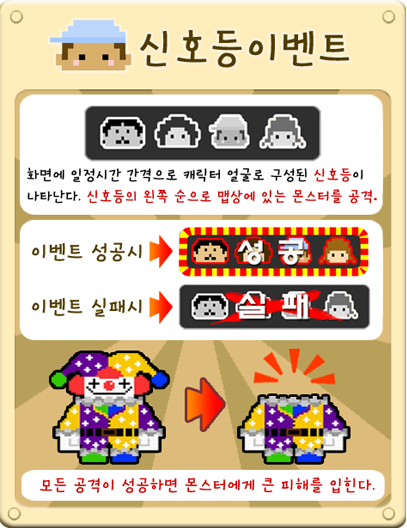 신호등이벤트
화면에 일정시간 간격으로 캐릭터 얼굴로 구성된 신호등이
나타난다. 신호등의 왼쪽 순으로 맵상에 있는 몬스터를 공격.
이벤트 성공시
성공
이벤트 실패시
실패
모든 공격이 성공하면 몬스터에게 큰 피해를 입힌다.